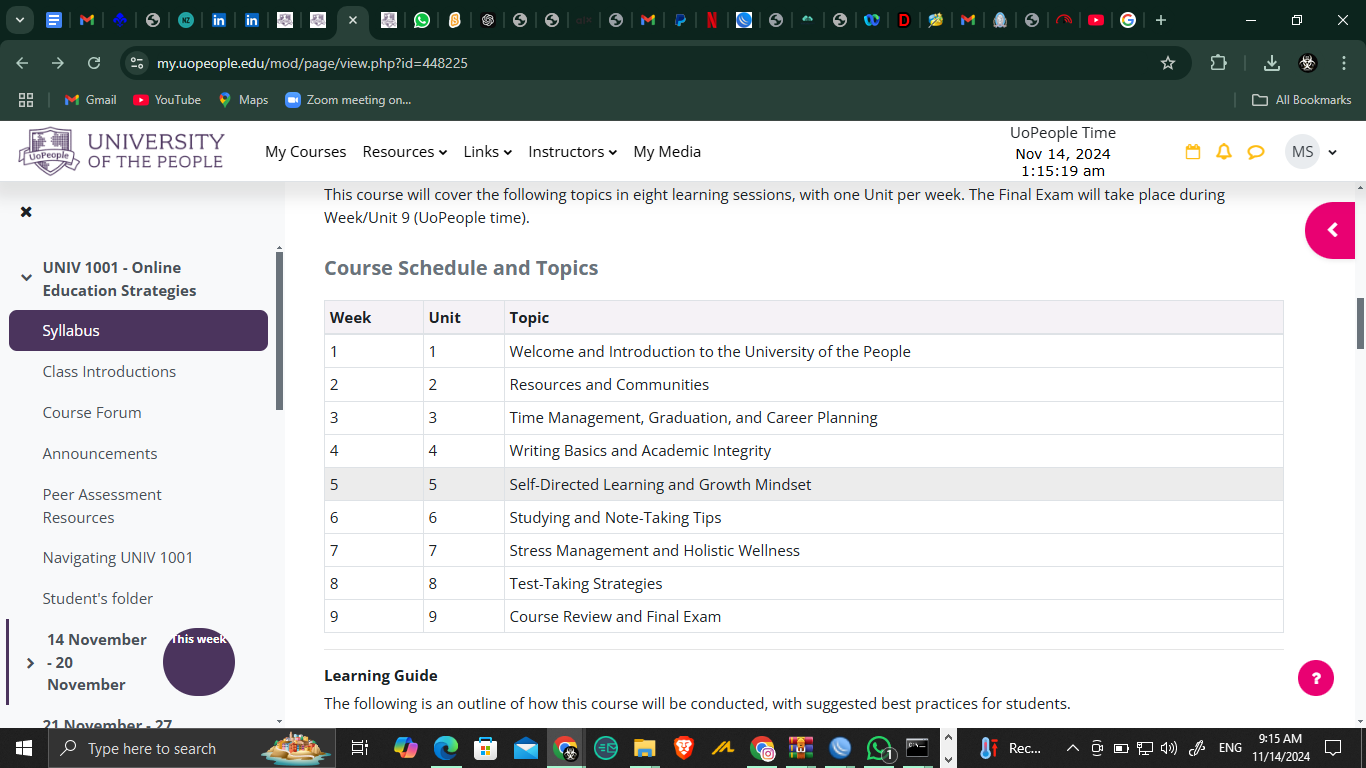 my.uopeople.edu/mod/page/view.php?id=448225
Gmail
YouTube
Maps
Zoom meeting on...
All Bookmarks
UoPeople
UNIVERSITY
OF THE PEOPLE
My Courses
Resources
Links
Instructors
My Media
UoPeople Time
Nov 14, 2024
1:15:19 am
MS
UNIV 1001 - Online
Education Strategies
Syllabus
Class Introductions
Course Forum
Announcements
Peer Assessment
Resources
Navigating UNIV 1001
Student's folder
14 November
- 20
November
This week
21 November - 27
This course will cover the following topics in eight learning sessions, with one Unit per week. The Final Exam will take place during
Week/Unit 9 (UoPeople time).
Course Schedule and Topics
Week Unit Topic
1 1 Welcome and Introduction to the University of the People
2 2 Resources and Communities
3 3 Time Management, Graduation, and Career Planning
4 4 Writing Basics and Academic Integrity
5 5 Self-Directed Learning and Growth Mindset
6 6 Studying and Note-Taking Tips
7 7 Stress Management and Holistic Wellness
8 8 Test-Taking Strategies
9 9 Course Review and Final Exam
Learning Guide
The following is an outline of how this course will be conducted, with suggested best practices for students.
?
Type here to search
1
Rec...
ENG
9:15 AM
11/14/2024